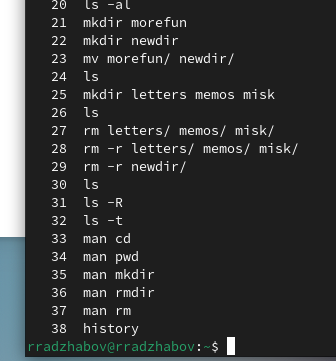 20 ls -al
21 mkdir morefun
22 mkdir newdir
23 mv morefun/ newdir/
24 ls
25 mkdir letters memos misk
26 ls
27 rm letters/ memos/ misk/
28 rm -r letters/ memos/ misk/
29 rm -r newdir/
30 ls
31 ls -R
32 ls -t
33 man cd
34 man pwd
35 man mkdir
36 man rmdir
37 man rm
38 history
rradzhabov@rradzhabov:~$